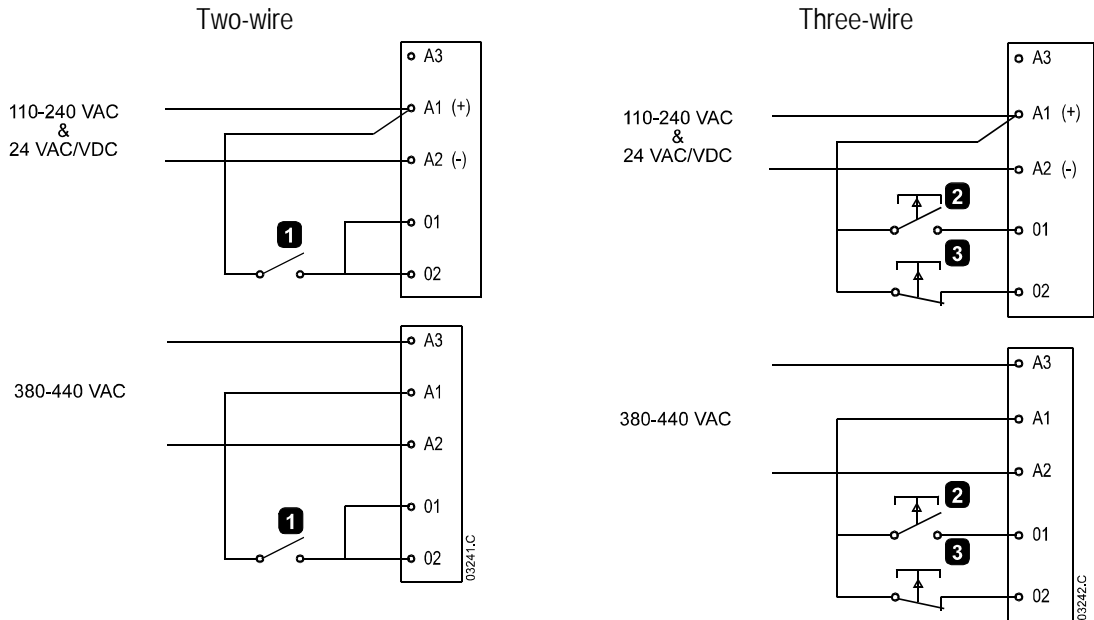 Two-wire
A3
110-240 VAC
&
24 VAC/VDC
A1 (+)
A2 (-)
1
01
02
A3
380-440 VAC
A1
A2
1
01
02
03241.C
Three-wire
A3
110-240 VAC
&
24 VAC/VDC
A1 (+)
A2 (-)
2
01
3
02
A3
380-440 VAC
A1
A2
2
01
3
02
03242.C